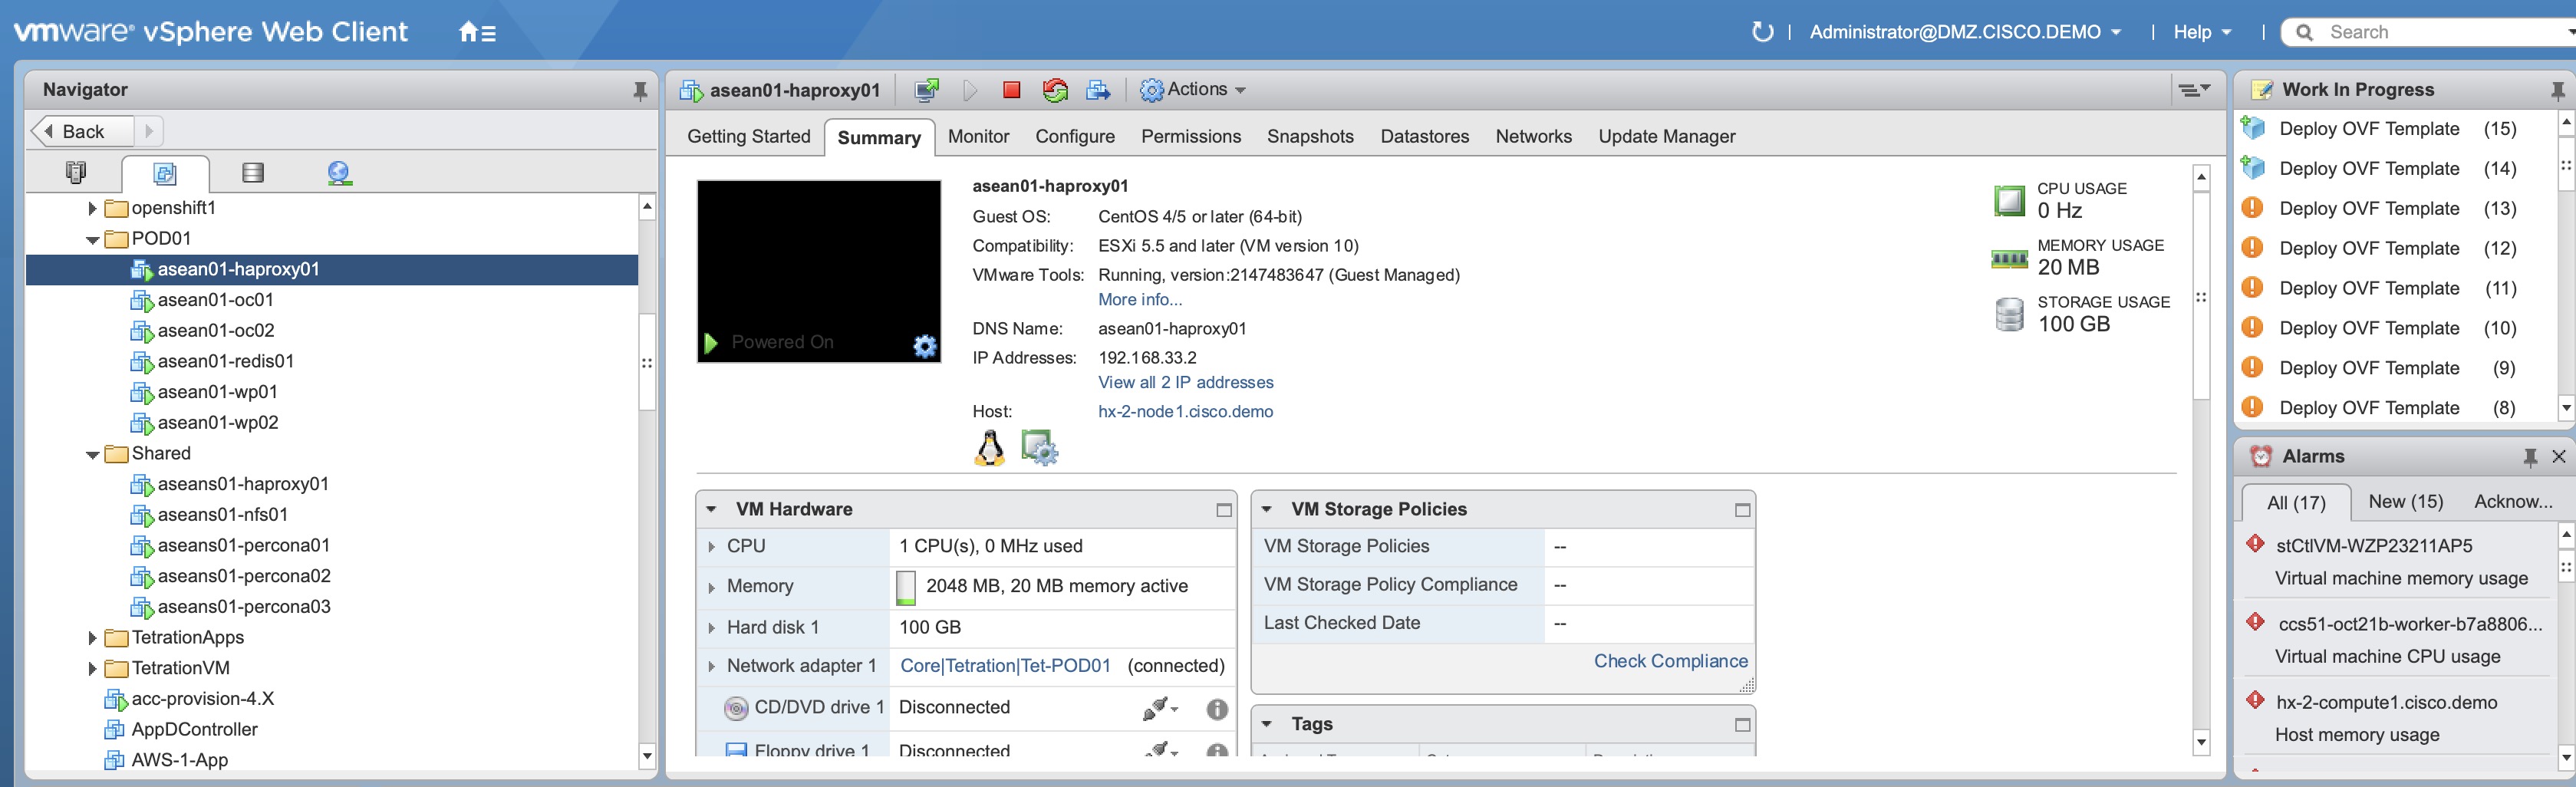 vmware® vSphere Web Client
Administrator@DMZ.CISCO.DEMO | Help | Search
Navigator
Back
openshift1
POD01
asean01-haproxy01
asean01-oc01
asean01-oc02
asean01-redis01
asean01-wp01
asean01-wp02
Shared
aseans01-haproxy01
aseans01-nfs01
aseans01-percona01
aseans01-percona02
aseans01-percona03
TetrationApps
TetrationVM
acc-provision-4.X
AppDController
AWS-1-App
asean01-haproxy01 Actions
Getting Started Summary Monitor Configure Permissions Snapshots Datastores Networks Update Manager
Powered On
asean01-haproxy01
Guest OS: CentOS 4/5 or later (64-bit)
Compatibility: ESXi 5.5 and later (VM version 10)
VMware Tools: Running, version:2147483647 (Guest Managed)
More info...
DNS Name: asean01-haproxy01
IP Addresses: 192.168.33.2
View all 2 IP addresses
Host: hx-2-node1.cisco.demo
CPU USAGE
0 Hz
MEMORY USAGE
20 MB
STORAGE USAGE
100 GB
VM Hardware
CPU 1 CPU(s), 0 MHz used
Memory 2048 MB, 20 MB memory active
Hard disk 1 100 GB
Network adapter 1 Core|Tetration|Tet-POD01 (connected)
CD/DVD drive 1 Disconnected
Floppy drive 1 Disconnected
VM Storage Policies
VM Storage Policies --
VM Storage Policy Compliance --
Last Checked Date --
Check Compliance
Tags
Work In Progress
Deploy OVF Template (15)
Deploy OVF Template (14)
Deploy OVF Template (13)
Deploy OVF Template (12)
Deploy OVF Template (11)
Deploy OVF Template (10)
Deploy OVF Template (9)
Deploy OVF Template (8)
Alarms
All (17) New (15) Acknow...
stCtlVM-WZP23211AP5
Virtual machine memory usage
ccs51-oct21b-worker-b7a8806...
Virtual machine CPU usage
hx-2-compute1.cisco.demo
Host memory usage